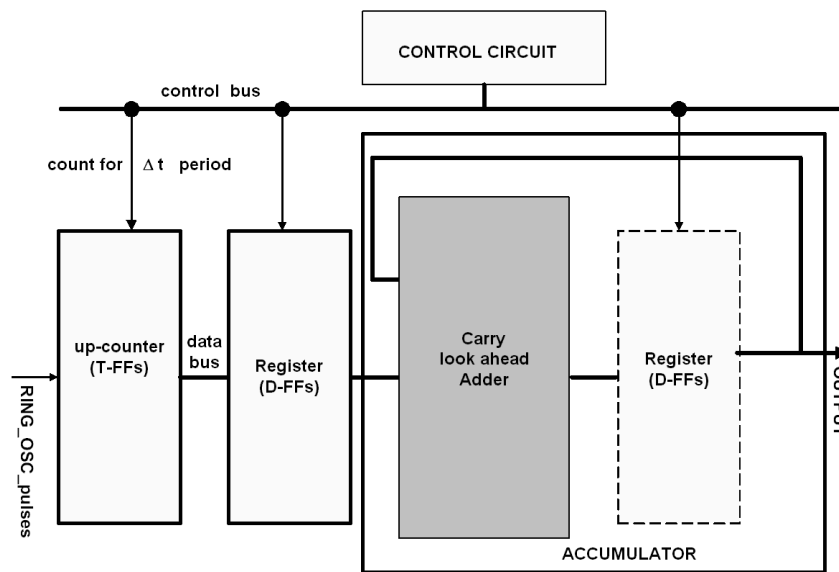 CONTROL CIRCUIT
control bus
count for Δt period
up-counter
(T-FFs)
data
bus
Register
(D-FFs)
Carry
look ahead
Adder
Register
(D-FFs)
RING_OSC_pulses
ACCUMULATOR